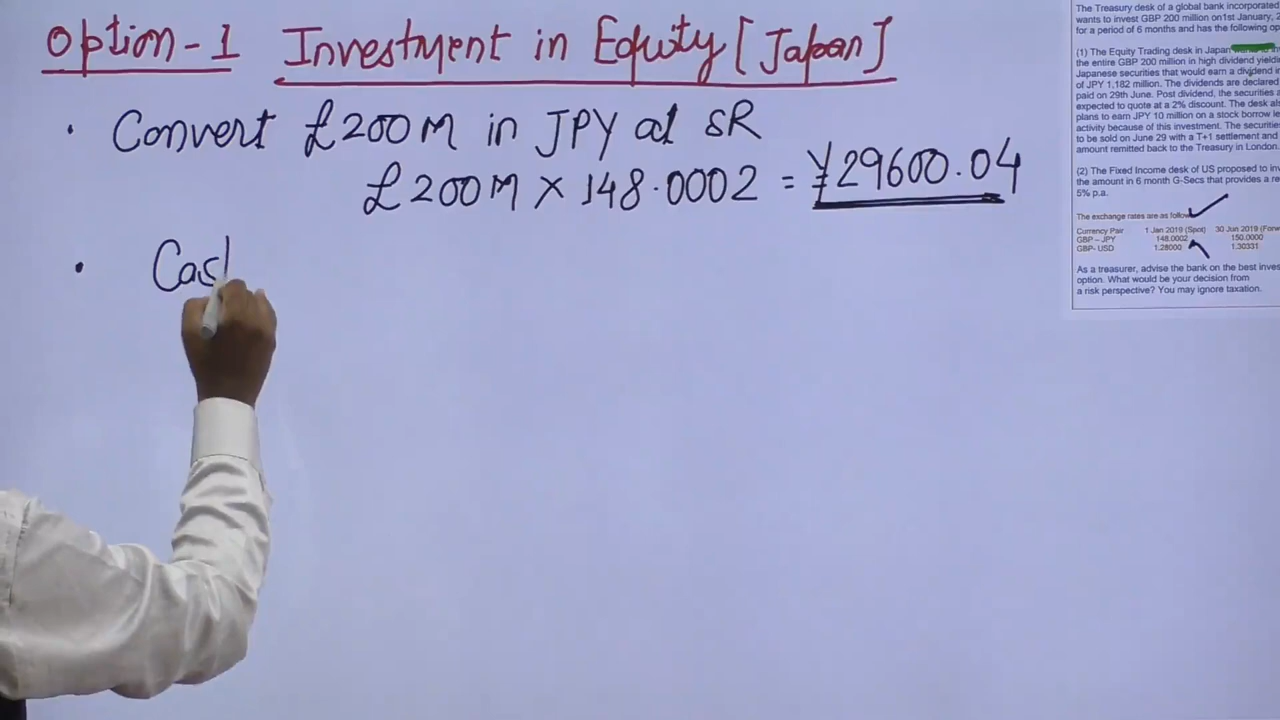 Option-1 Investment in Equity [Japan]
• Convert £200M in JPY at SR
£200M × 148.0002 = ¥29600.04
• Cash
The Treasury desk of a global bank incorporated
wants to invest GBP 200 million on1st January, 2
for a period of 6 months and has the following op
(1) The Equity Trading desk in Japan
the entire GBP 200 million in high dividend yieldi
Japanese securities that would earn a dividend in
of JPY 1,182 million. The dividends are declared
paid on 29th June. Post dividend, the securities a
expected to quote at a 2% discount. The desk als
plans to earn JPY 10 million on a stock borrow le
activity because of this investment. The securities
to be sold on June 29 with a T+1 settlement and
amount remitted back to the Treasury in London.
(2) The Fixed Income desk of US proposed to inv
the amount in 6 month G-Secs that provides a re
5% p.a.
The exchange rates are as follow
Currency Pair 1 Jan 2019 (Spot) 30 Jun 2019 (Forw
GBP – JPY 148.0002 150.0000
GBP- USD 1.28000 1.30331
As a treasurer, advise the bank on the best inves
option. What would be your decision from
a risk perspective? You may ignore taxation.